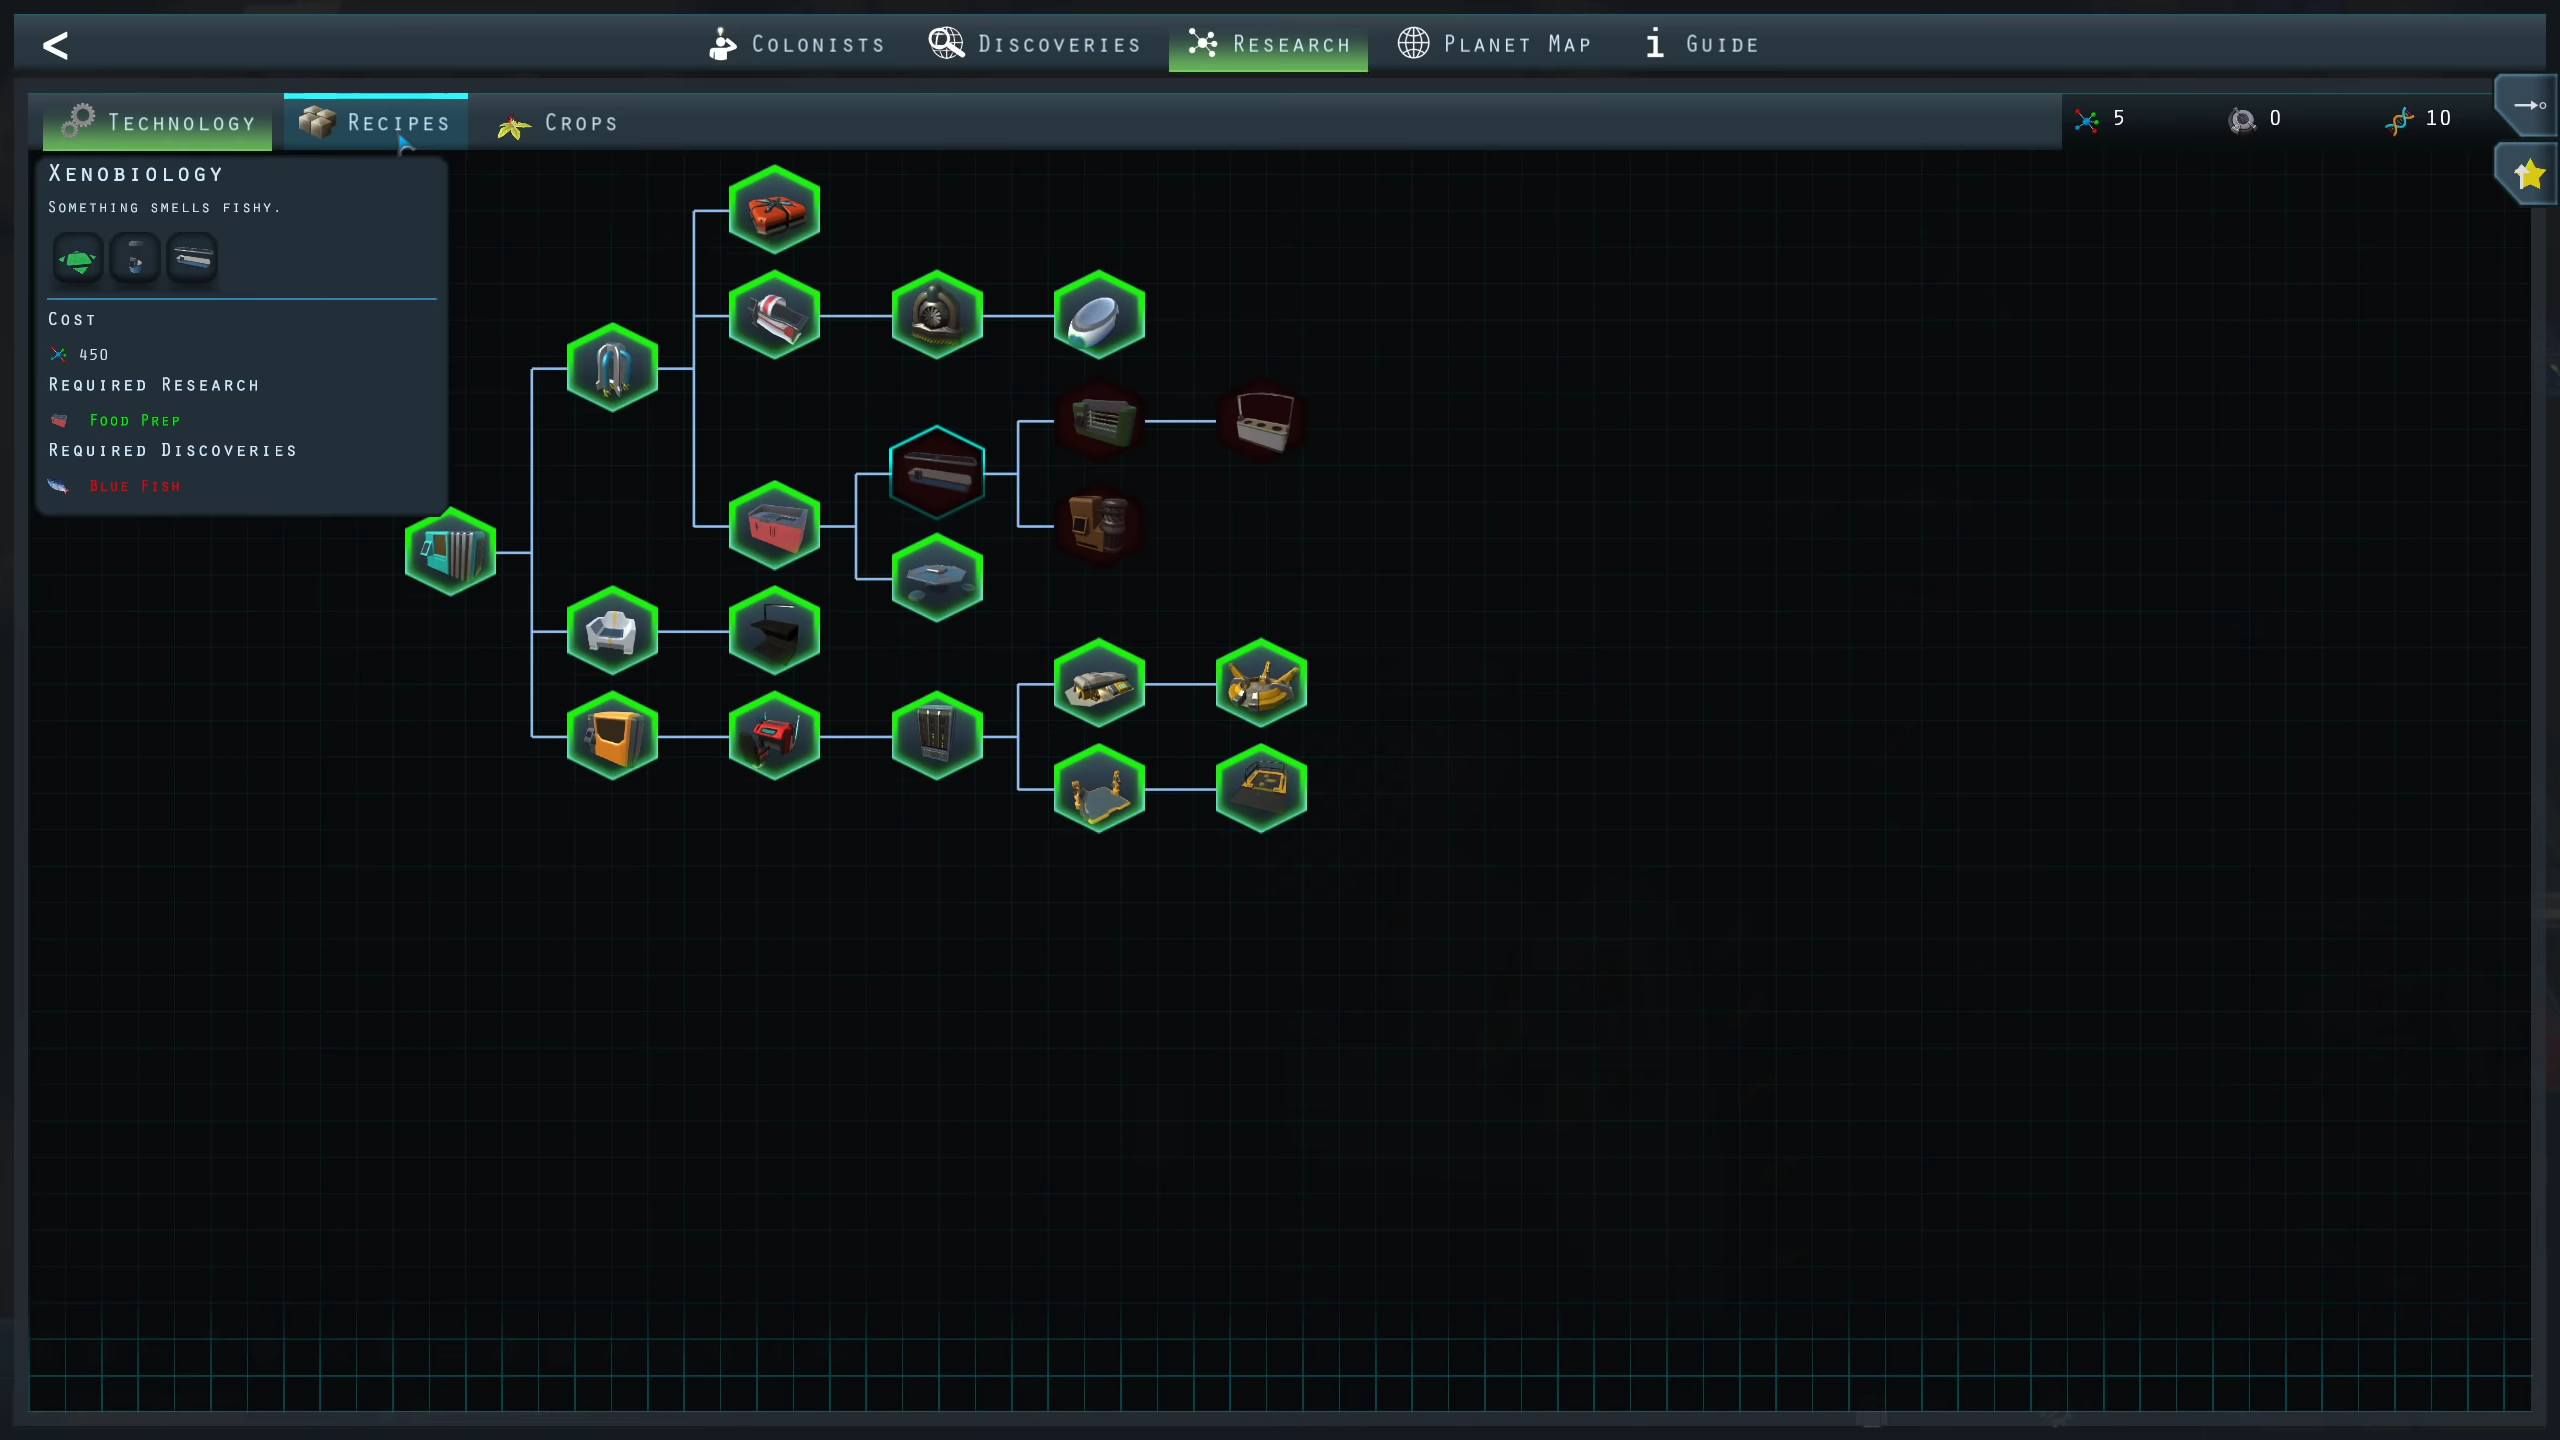 <
Colonists
Discoveries
Research
Planet Map
Guide
Technology
Recipes
Crops
5
0
10
Xenobiology
Something smells fishy.
Cost
450
Required Research
Food Prep
Required Discoveries
Blue Fish